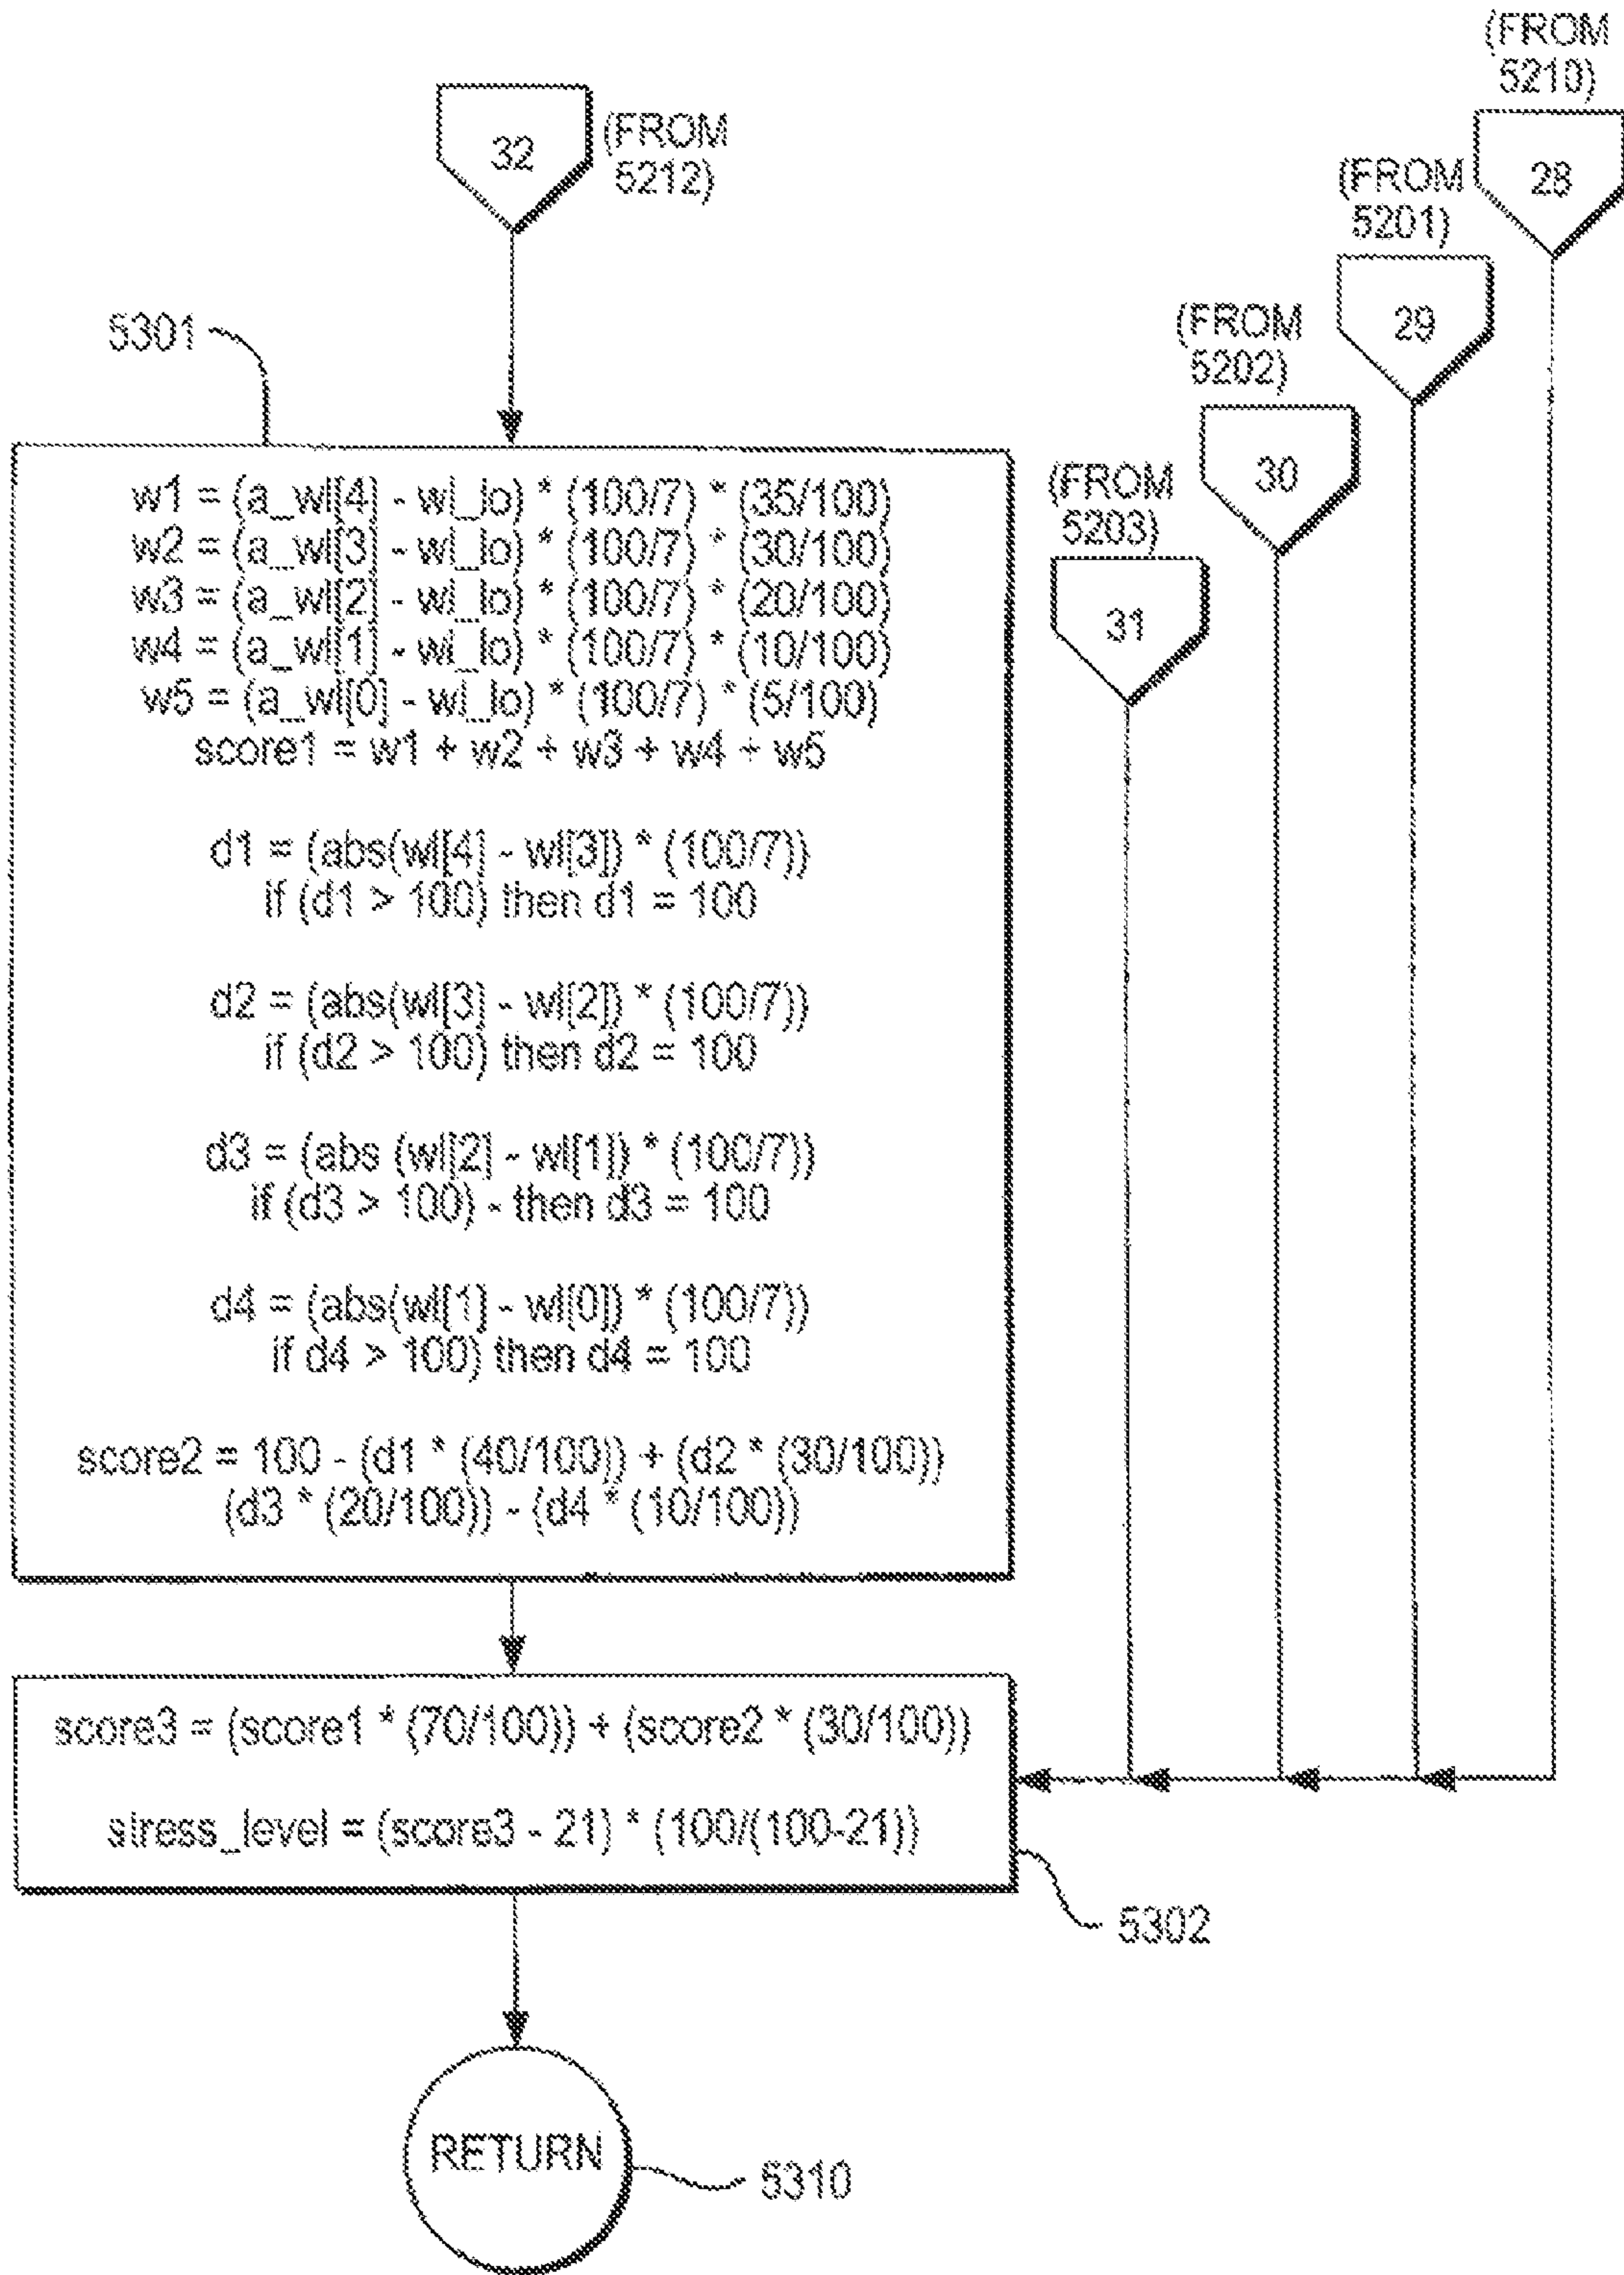 (FROM
5210)
28
32
(FROM
5212)
(FROM
5201)
29
(FROM
5202)
30
(FROM
5203)
31
5301
w1 = (a_wl[4] - wl_lo) * (100/7) * (35/100)
w2 = (a_wl[3] - wl_lo) * (100/7) * (30/100)
w3 = (a_wl[2] - wl_lo) * (100/7) * (20/100)
w4 = (a_wl[1] - wl_lo) * (100/7) * (10/100)
w5 = (a_wl[0] - wl_lo) * (100/7) * (5/100)
score1 = w1 + w2 + w3 + w4 + w5
d1 = (abs(wl[4] - wl[3]) * (100/7))
if (d1 > 100) then d1 = 100
d2 = (abs(wl[3] - wl[2]) * (100/7))
if (d2 > 100) then d2 = 100
d3 = (abs (wl[2] - wl[1]) * (100/7))
if (d3 > 100) - then d3 = 100
d4 = (abs(wl[1] - wl[0]) * (100/7))
if d4 > 100) then d4 = 100
score2 = 100 - (d1 * (40/100)) + (d2 * (30/100))
(d3 * (20/100)) - (d4 * (10/100))
score3 = (score1 * (70/100)) + (score2 * (30/100))
stress_level = (score3 - 21) * (100/(100-21))
5302
RETURN
5310